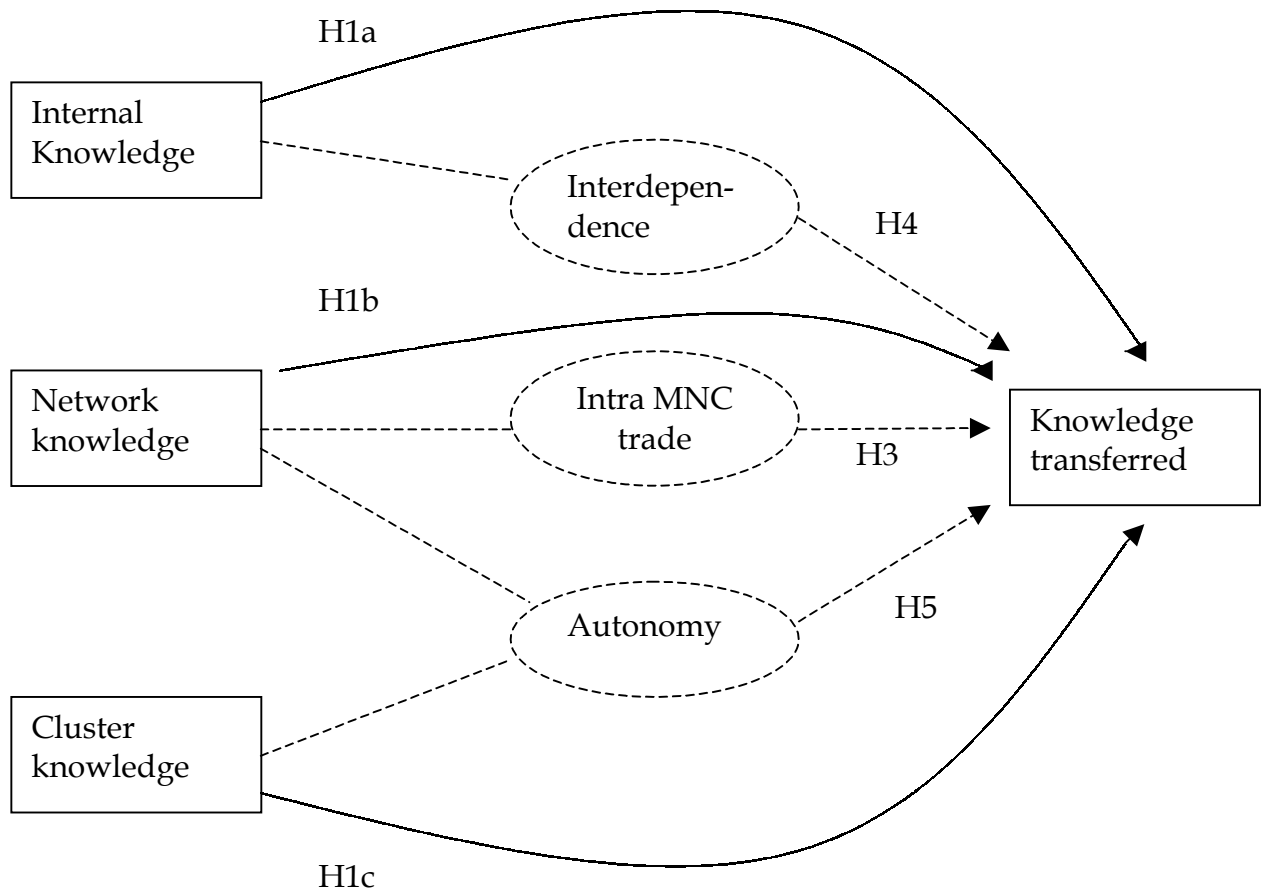 H1a
Internal
Knowledge
Interdepen-
dence
H4
H1b
Network
knowledge
Intra MNC
trade
H3
Knowledge
transferred
H5
Autonomy
Cluster
knowledge
H1c